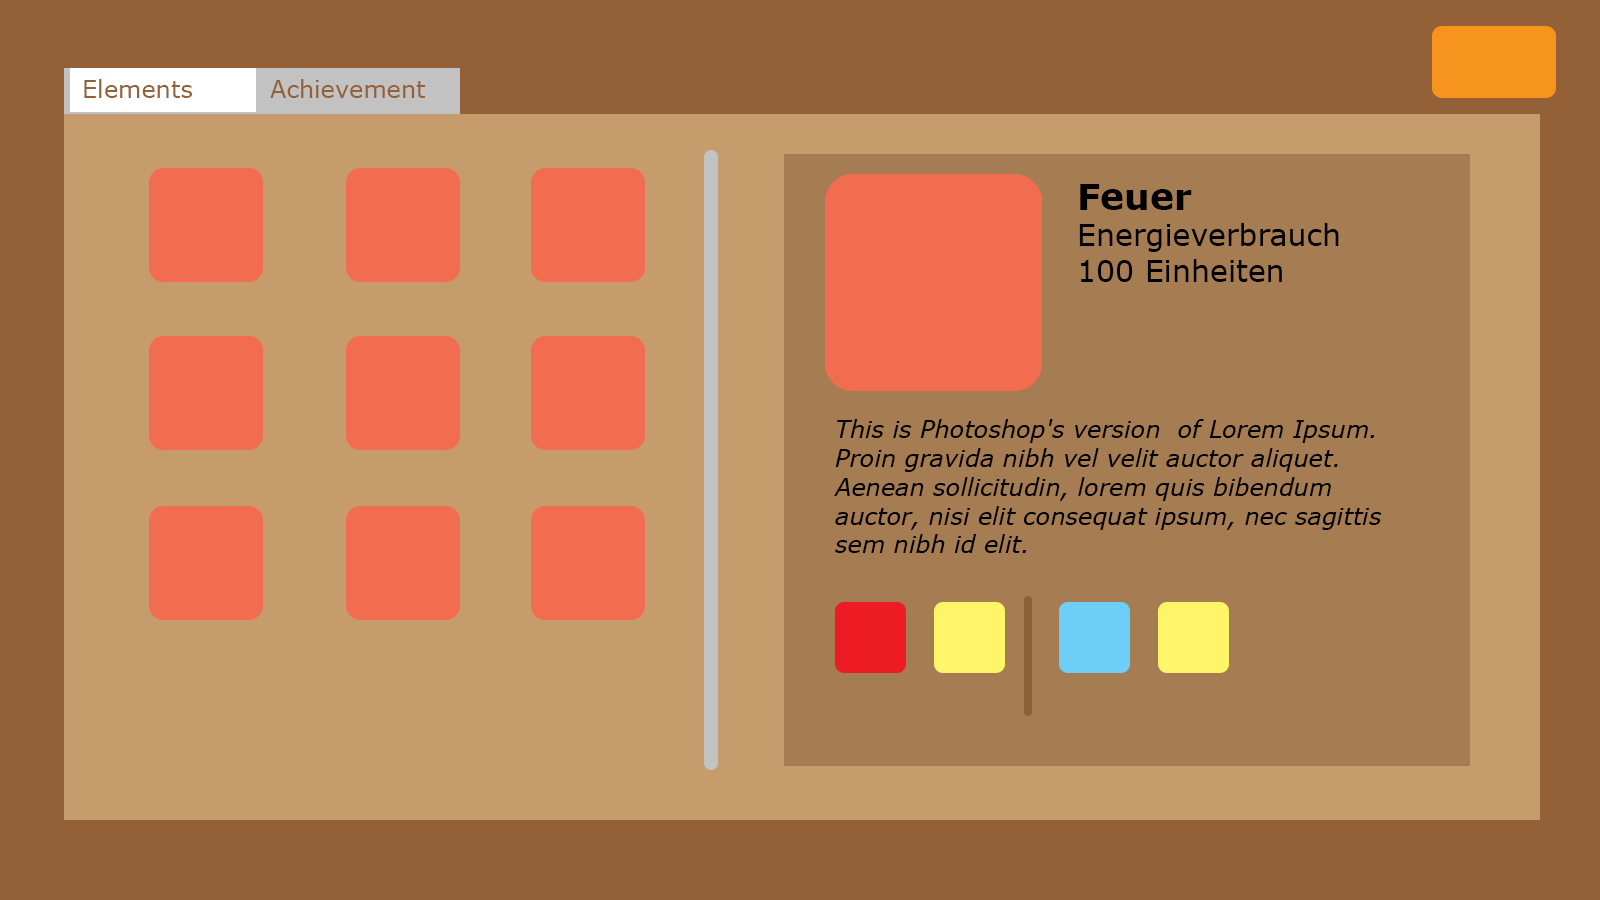 Elements
Achievement
Feuer
Energieverbrauch
100 Einheiten
This is Photoshop's version  of Lorem Ipsum.
Proin gravida nibh vel velit auctor aliquet.
Aenean sollicitudin, lorem quis bibendum
auctor, nisi elit consequat ipsum, nec sagittis
sem nibh id elit.